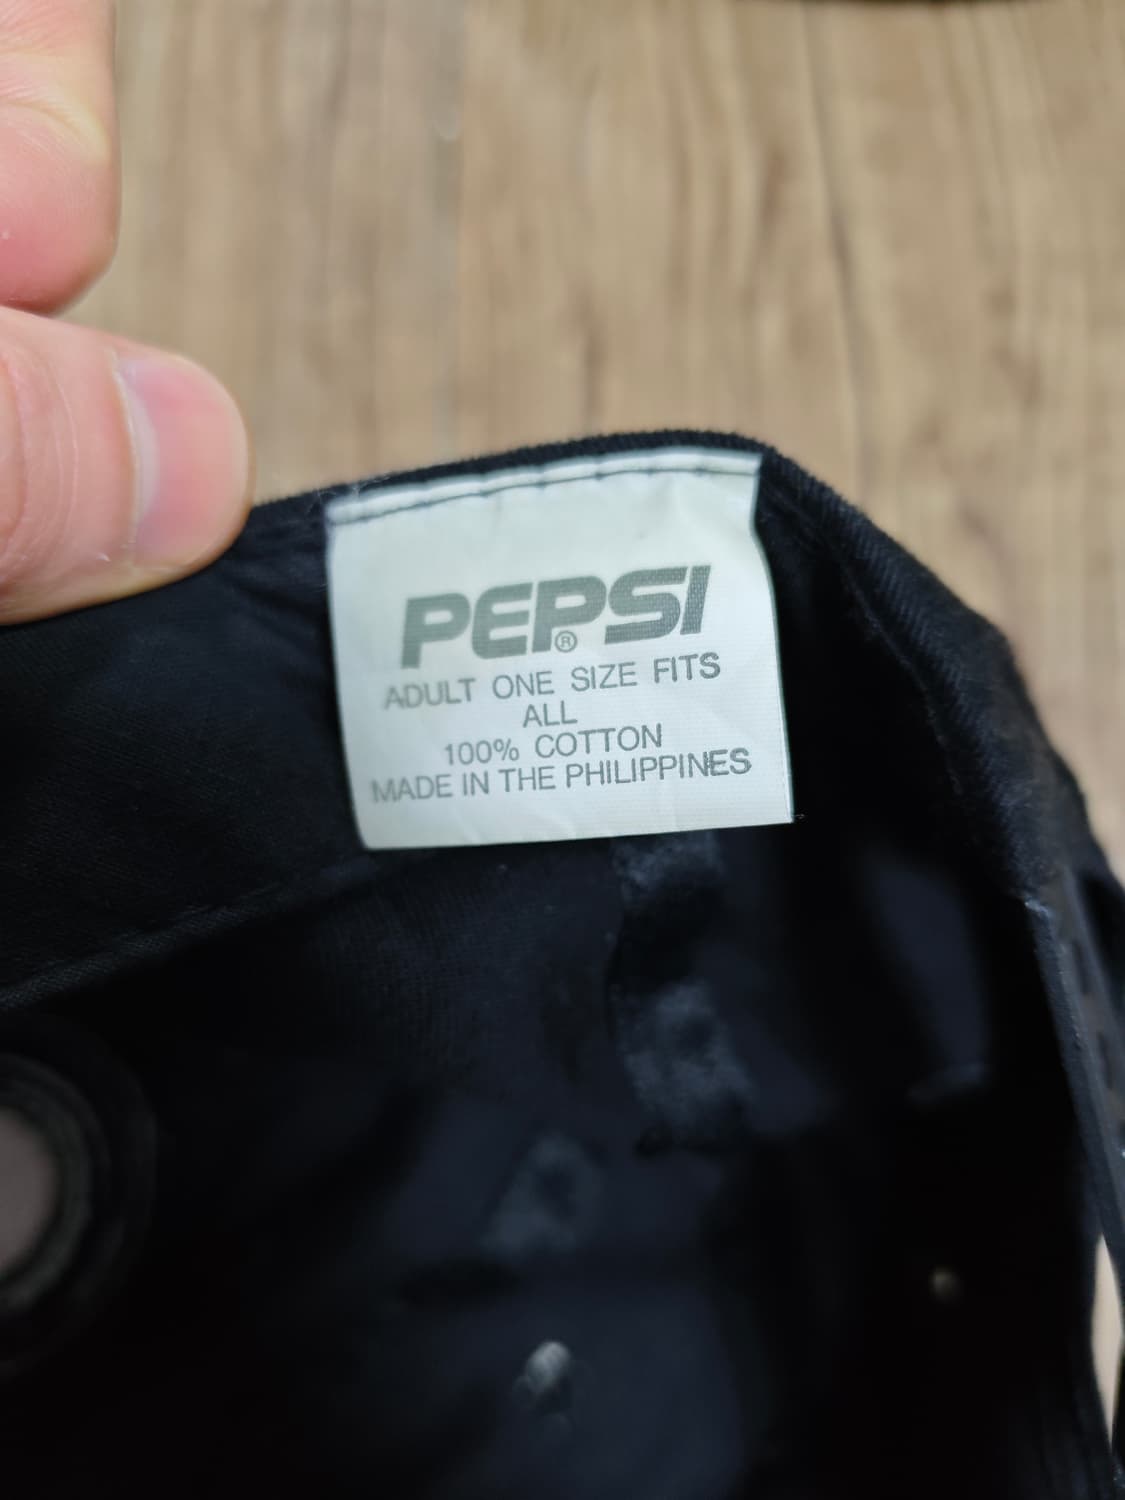 PEPSI®
ADULT ONE SIZE FITS
ALL
100% COTTON
MADE IN THE PHILIPPINES